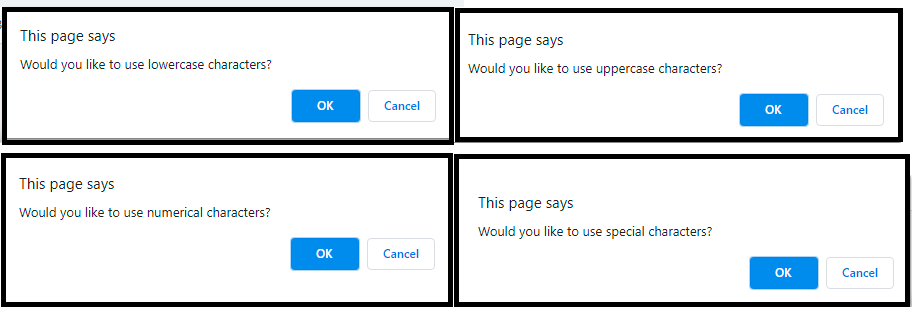 This page says
Would you like to use lowercase characters?
OK Cancel
This page says
Would you like to use uppercase characters?
OK Cancel
This page says
Would you like to use numerical characters?
OK Cancel
This page says
Would you like to use special characters?
OK Cancel